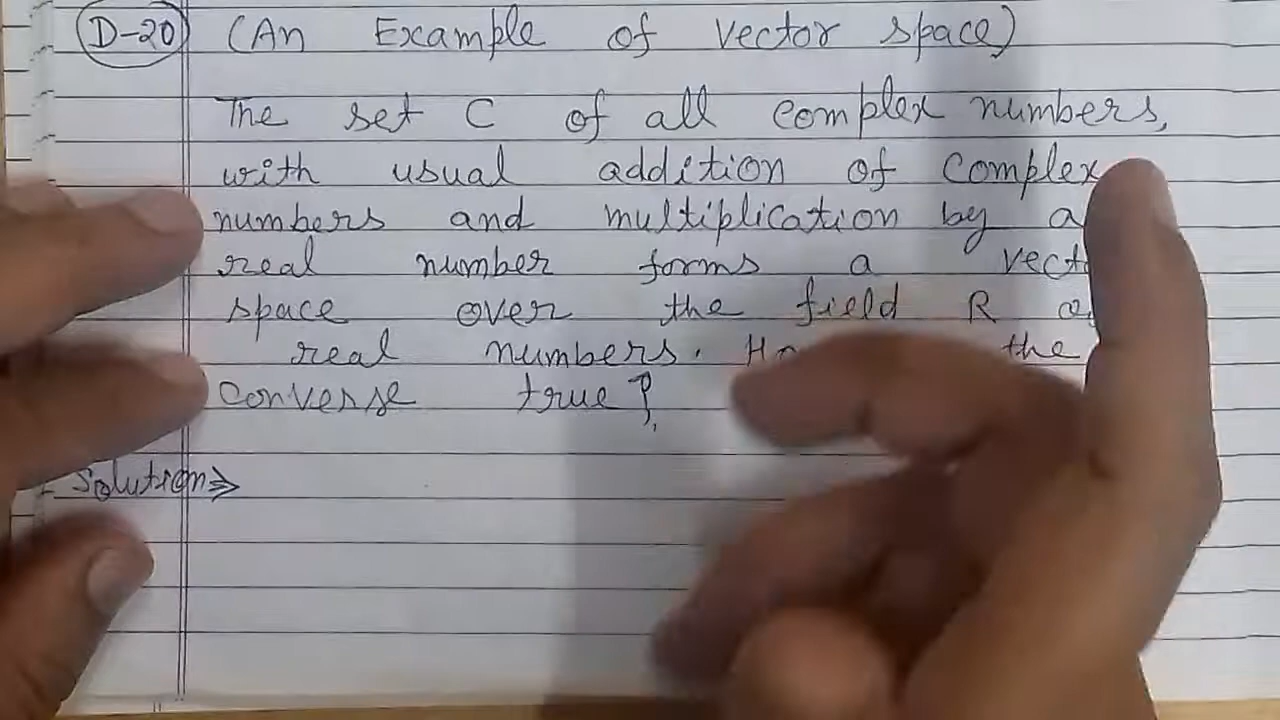 D-20 (An Example of vector space)
The set C of all complex numbers,
with usual addition of complex
numbers and multiplication by a
real number forms a vect
space over the field R
real numbers. the
converse true?
Solution⇒